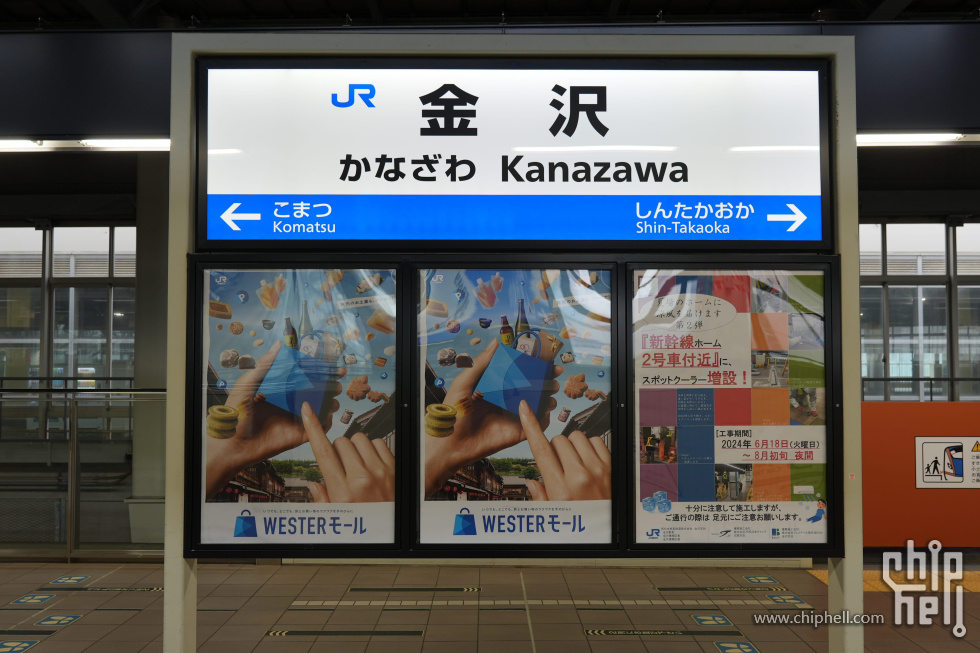 JR 金沢
かなざわ Kanazawa
← こまつ
Komatsu
しんたかおか →
Shin-Takaoka
WESTERモール
WESTERモール
第2弾
『新幹線ホーム
2号車付近』に、
スポットクーラー増設！
[工事期間]
2024年 6月18日(火曜日)
～ 8月初旬 夜間
十分に注意して施工しますが、
ご通行の際は 足元にご注意お願いします。
JR
chip
hell
www.chiphell.com